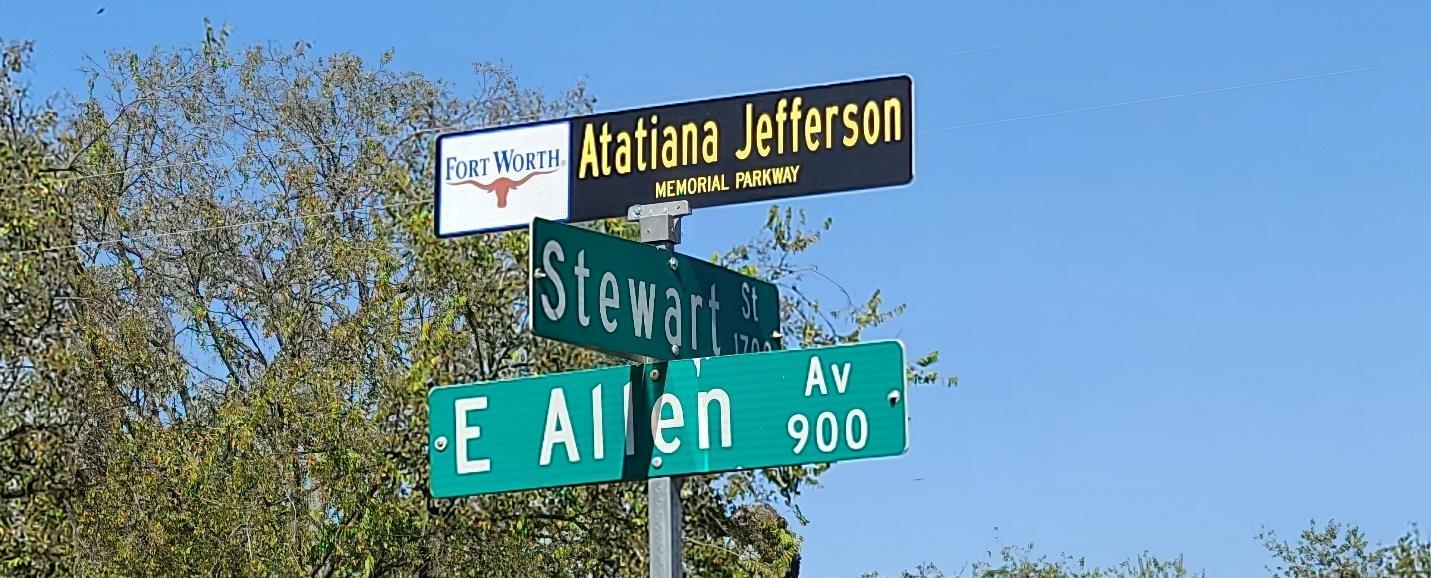 FORT WORTH®
Atatiana Jefferson
MEMORIAL PARKWAY
Stewart St
E Allen Av
900